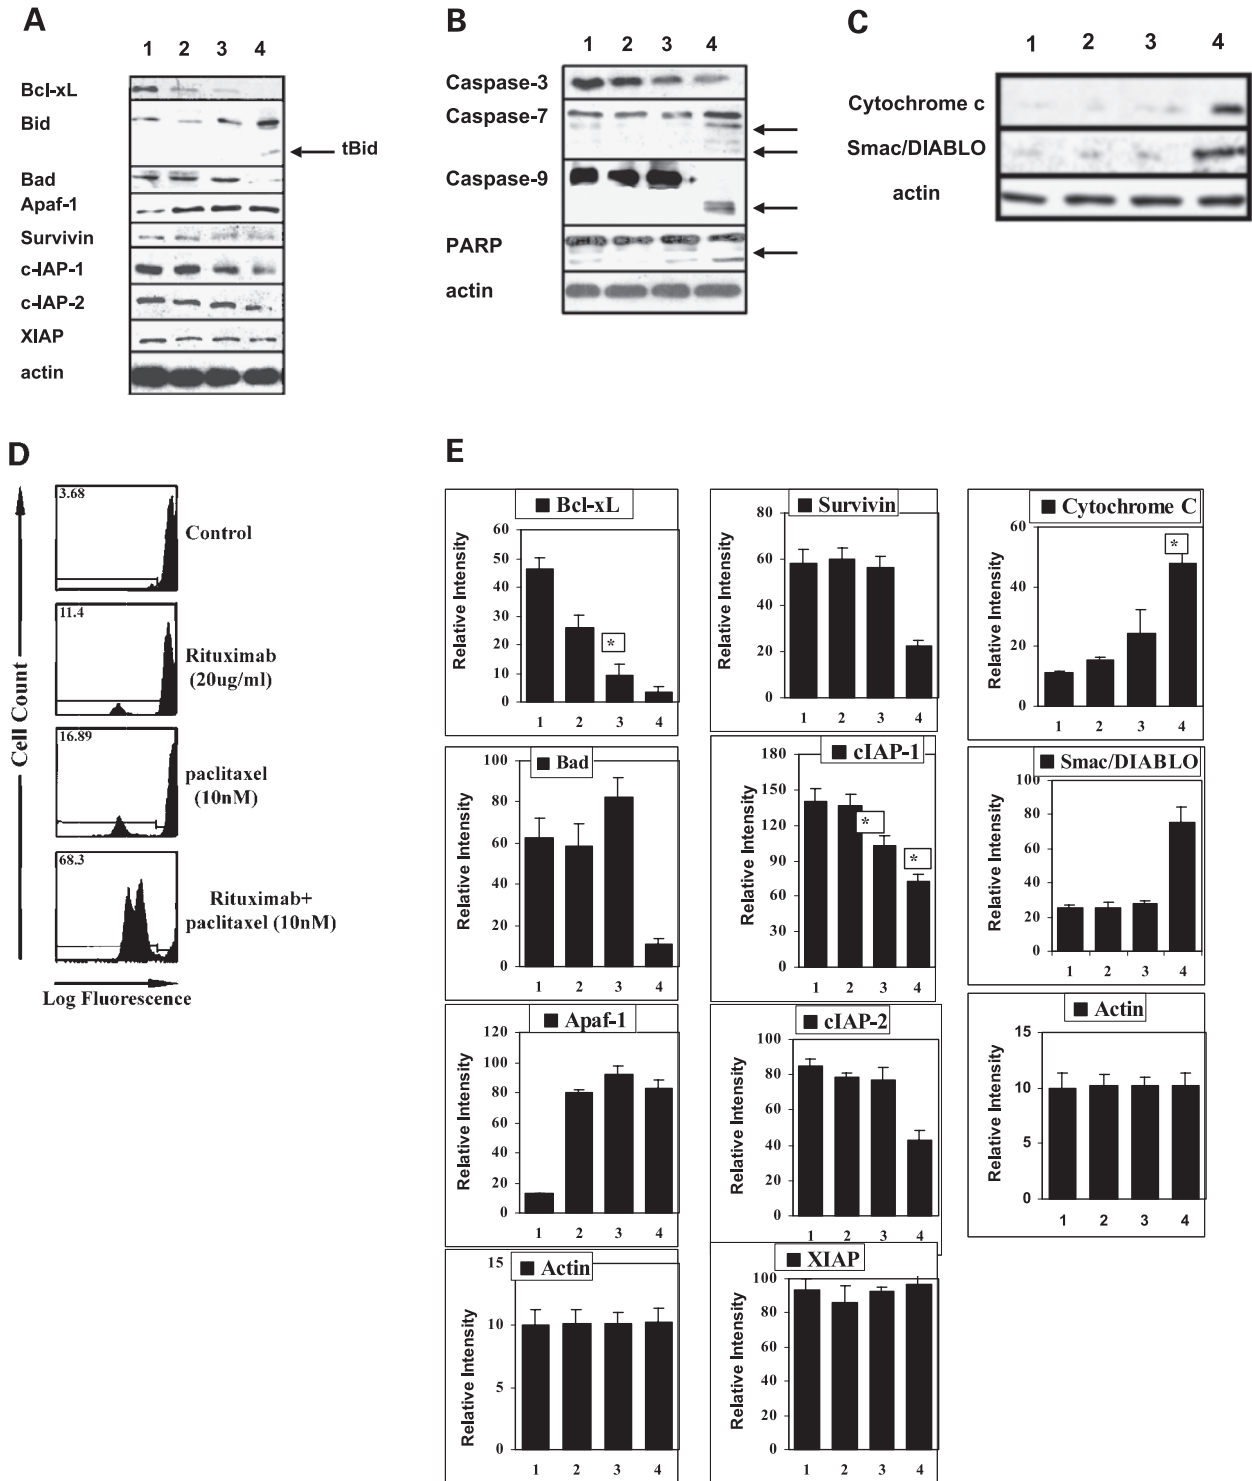 A
1 2 3 4
Bcl-xL
Bid
tBid
Bad
Apaf-1
Survivin
c-IAP-1
c-IAP-2
XIAP
actin
B
1 2 3 4
Caspase-3
Caspase-7
Caspase-9
PARP
actin
C
1 2 3 4
Cytochrome c
Smac/DIABLO
actin
D
Cell Count
3.68
Control
11.4
Rituximab
(20ug/ml)
16.89
paclitaxel
(10nM)
68.3
Rituximab+
paclitaxel (10nM)
Log Fluorescence
E
Bcl-xL
Relative Intensity
60
50
40
30
20
10
0
*
1 2 3 4
Bad
Relative Intensity
100
80
60
40
20
0
1 2 3 4
Apaf-1
Relative Intensity
120
100
80
60
40
20
0
1 2 3 4
Actin
Relative Intensity
15
10
5
0
1 2 3 4
Survivin
Relative Intensity
80
60
40
20
0
1 2 3 4
cIAP-1
Relative Intensity
180
150
120
90
60
30
0
*
*
1 2 3 4
cIAP-2
Relative Intensity
100
80
60
40
20
0
1 2 3 4
XIAP
Relative Intensity
100
80
60
40
20
0
1 2 3 4
Cytochrome C
Relative Intensity
60
40
20
0
*
1 2 3 4
Smac/DIABLO
Relative Intensity
100
80
60
40
20
0
1 2 3 4
Actin
Relative Intensity
15
10
5
0
1 2 3 4